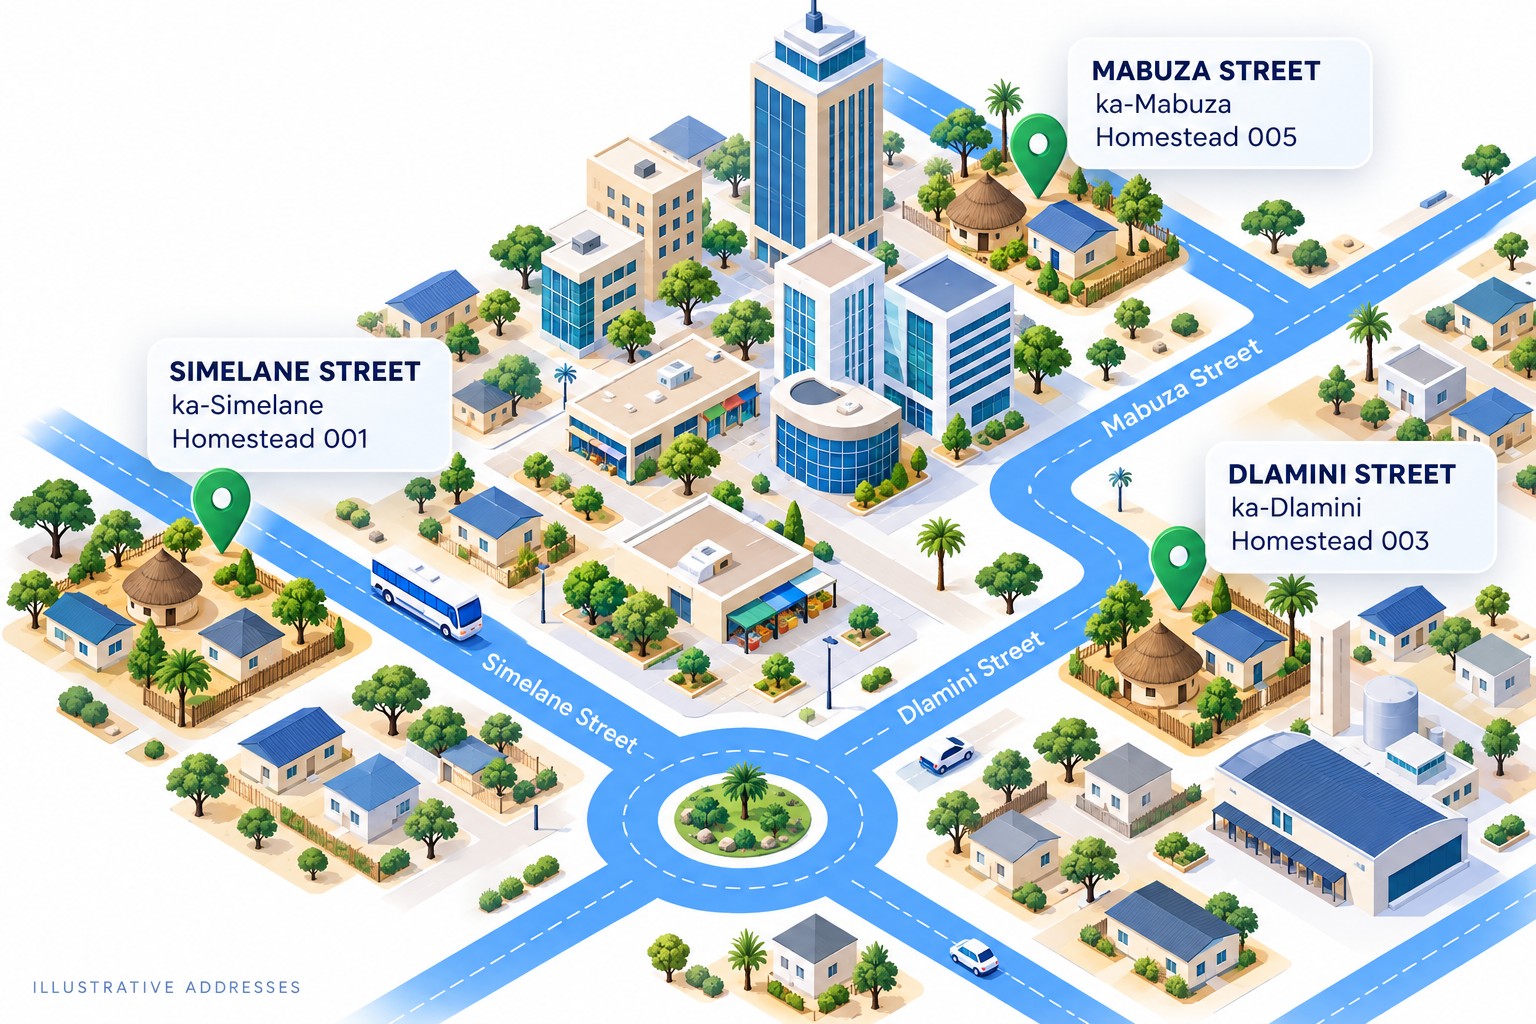 MABUZA STREET
ka-Mabuza
Homestead 005
SIMELANE STREET
ka-Simelane
Homestead 001
Mabuza Street
DLAMINI STREET
ka-Dlamini
Homestead 003
Simelane Street
Dlamini Street
ILLUSTRATIVE ADDRESSES